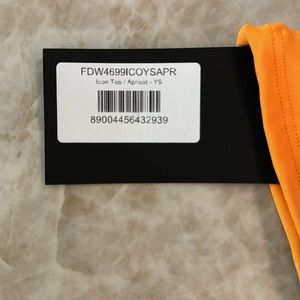 FDW4699ICOYSAPR
Icon Top / Apricot - YS
89004456432939